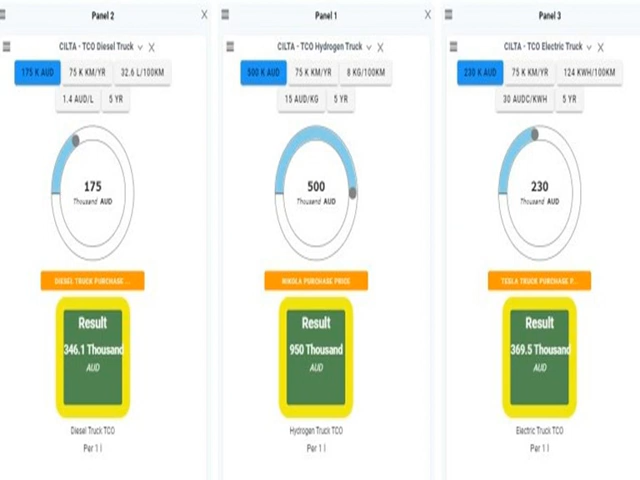 Panel 2
CILTA - TCO Diesel Truck
175 K AUD
75 K KM/YR
32.6 L/100KM
1.4 AUD/L
5 YR
175
Thousand AUD
DIESEL TRUCK PURCHASE ...
Result
346.1 Thousand
AUD
Diesel Truck TCO
Per 1 l
Panel 1
CILTA - TCO Hydrogen Truck
500 K AUD
75 K KM/YR
8 KG/100KM
15 AUD/KG
5 YR
500
Thousand AUD
NIKOLA PURCHASE PRICE
Result
950 Thousand
AUD
Hydrogen Truck TCO
Per 1 l
Panel 3
CILTA - TCO Electric Truck
230 K AUD
75 K KM/YR
124 KWH/100KM
30 AUDC/KWH
5 YR
230
Thousand AUD
TESLA TRUCK PURCHASE P...
Result
369.5 Thousand
AUD
Electric Truck TCO
Per 1 l